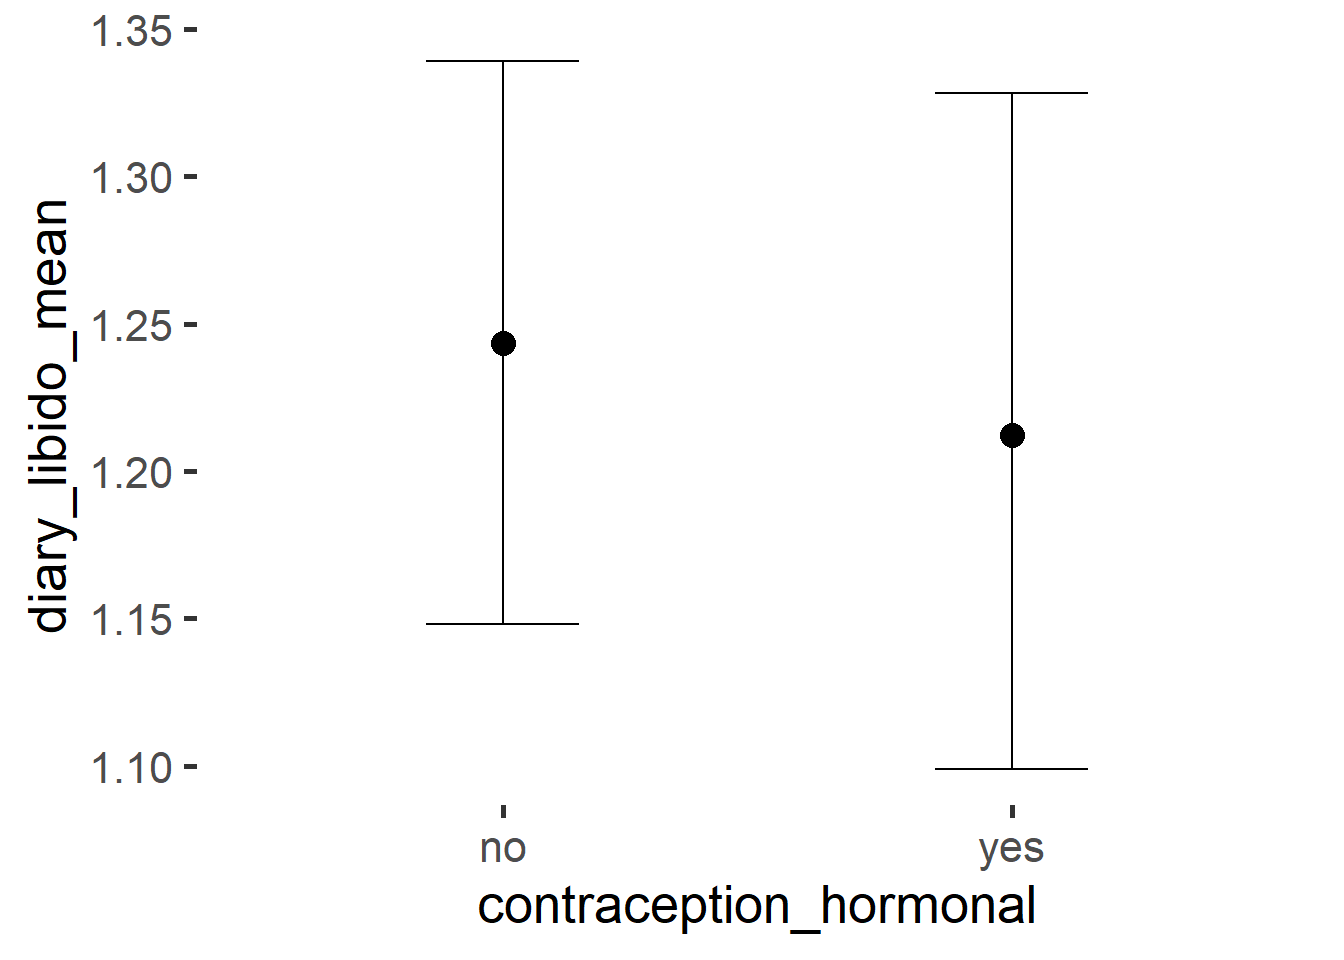 1.35
1.30
1.25
1.20
1.15
1.10
diary_libido_mean
no yes
contraception_hormonal